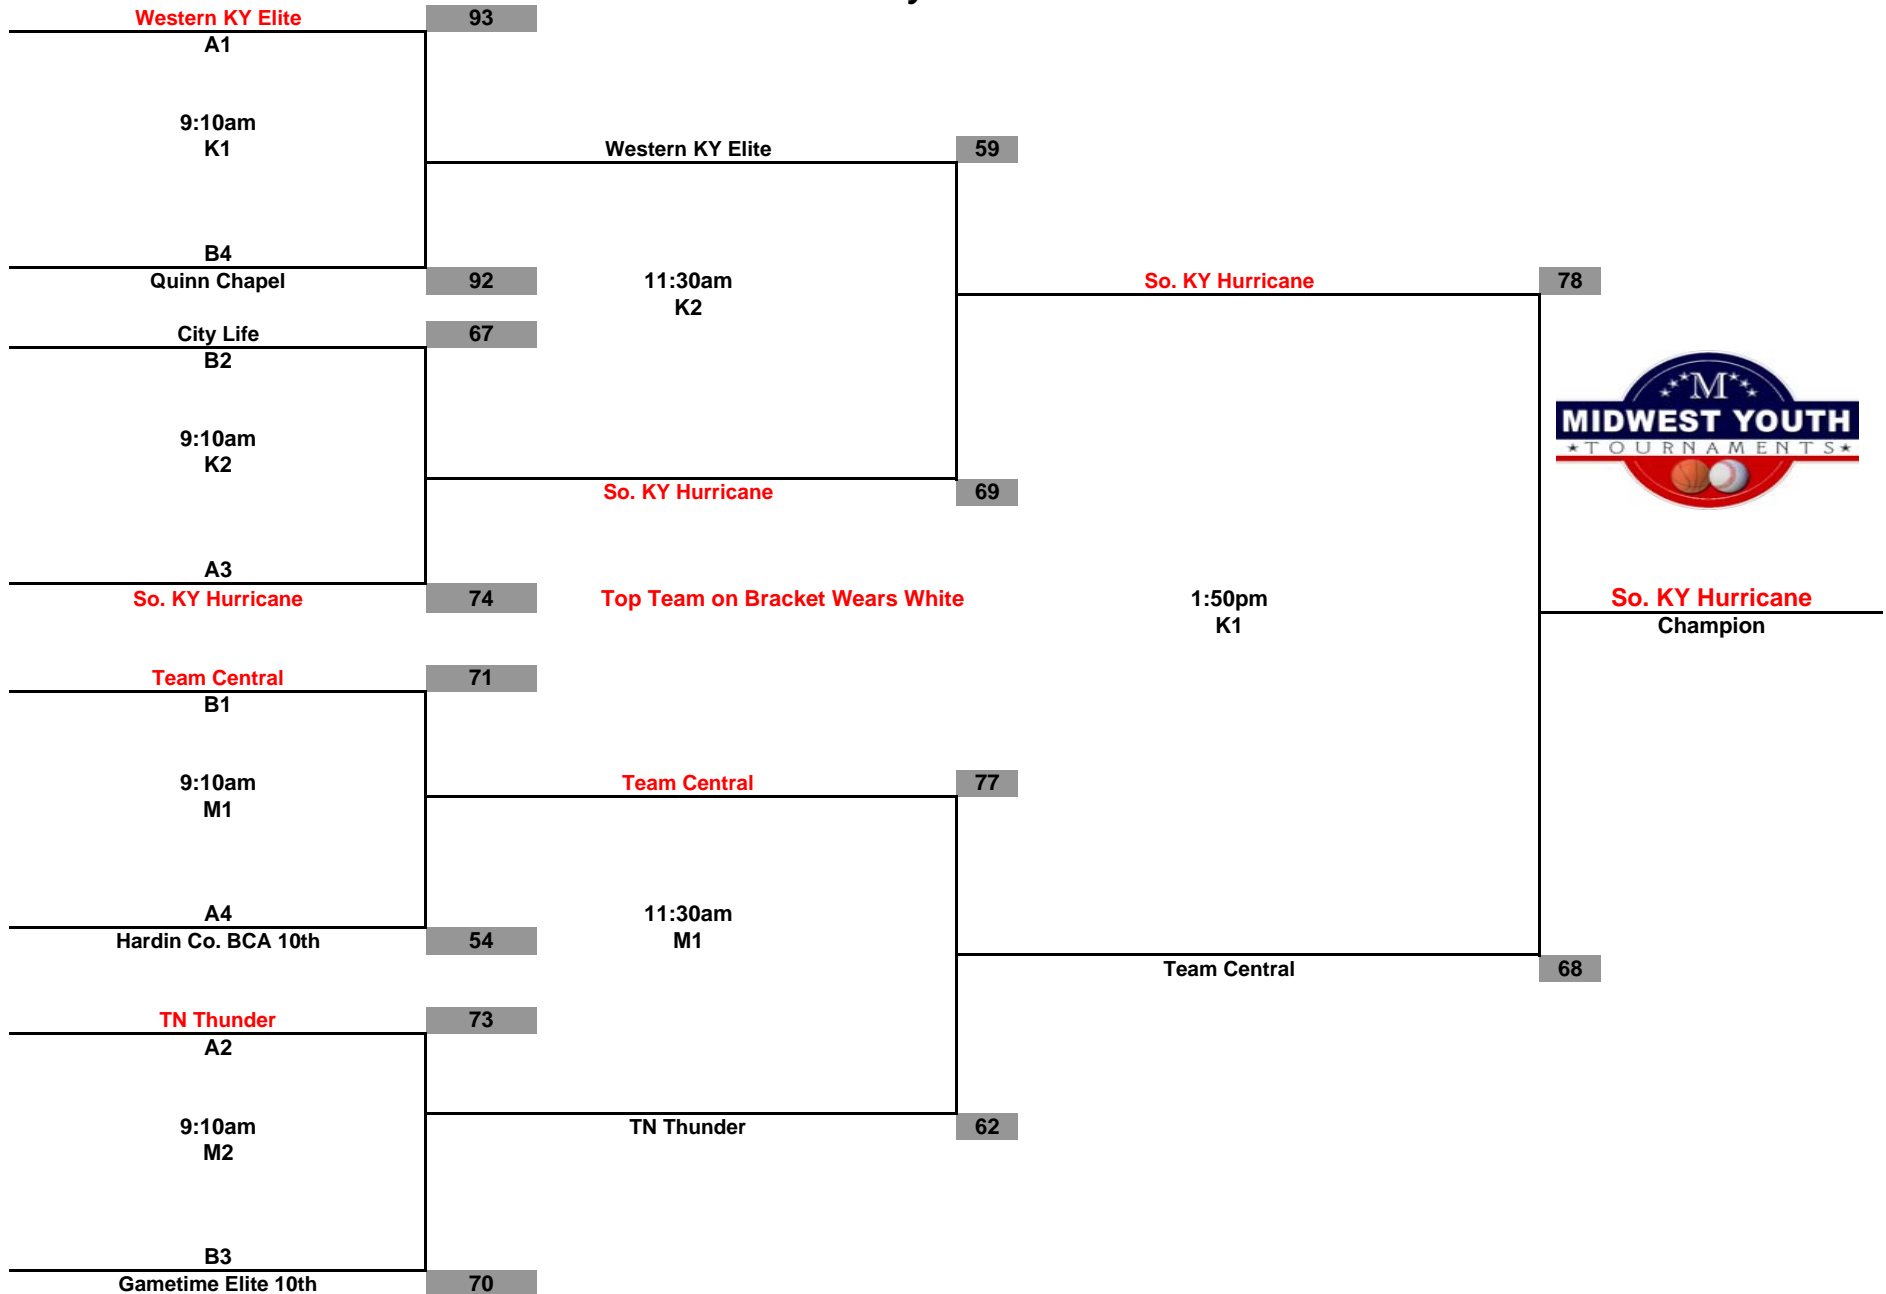 Western KY Elite 93
A1
9:10am
K1
Western KY Elite 59
B4
Quinn Chapel 92
11:30am
K2
So. KY Hurricane 78
City Life 67
B2
9:10am
K2
So. KY Hurricane 69
A3
So. KY Hurricane 74
Top Team on Bracket Wears White
1:50pm
K1
M
MIDWEST YOUTH
TOURNAMENTS
So. KY Hurricane
Champion
Team Central 71
B1
9:10am
M1
Team Central 77
A4
Hardin Co. BCA 10th 54
11:30am
M1
Team Central 68
TN Thunder 73
A2
9:10am
M2
TN Thunder 62
B3
Gametime Elite 10th 70